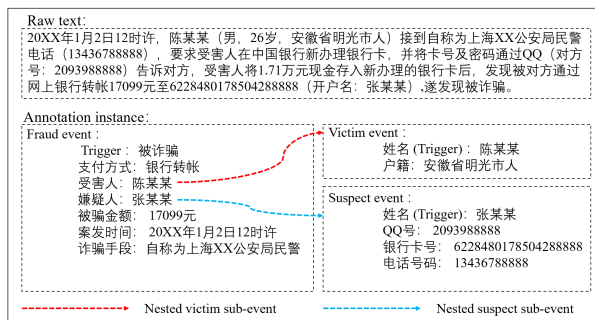 Raw text:
20XX年1月2日12时许，陈某某（男，26岁，安徽省明光市人）接到自称为上海XX公安局民警
电话（13436788888），要求受害人在中国银行新办理银行卡，并将卡号及密码通过QQ（对方
号：2093988888）告诉对方，受害人将1.71万元现金存入新办理的银行卡后，发现被对方通过
网上银行转帐17099元至6228480178504288888（开户名：张某某）,遂发现被诈骗。
Annotation instance:
Fraud event：
Trigger：被诈骗
支付方式：银行转帐
受害人：陈某某
嫌疑人：张某某
被骗金额： 17099元
案发时间： 20XX年1月2日12时许
诈骗手段：自称为上海XX公安局民警
Victim event：
姓名 (Trigger)：陈某某
户籍：安徽省明光市人
Suspect event：
姓名 (Trigger)：张某某
QQ号： 2093988888
银行卡号： 6228480178504288888
电话号码：13436788888
Nested victim sub-event
Nested suspect sub-event